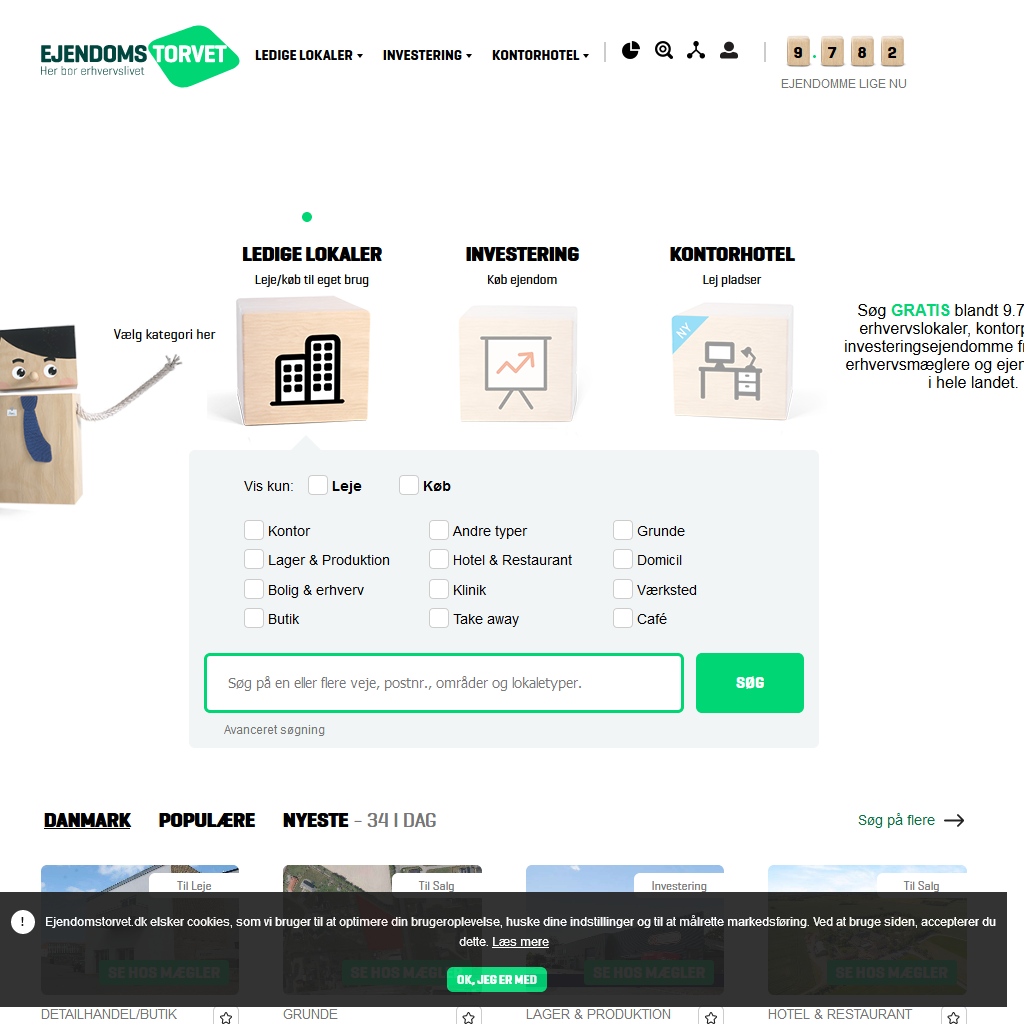 EJENDOMSTORVET
Her bor erhvervslivet
LEDIGE LOKALER
INVESTERING
KONTORHOTEL
9.782
EJENDOMME LIGE NU
LEDIGE LOKALER
Leje/køb til eget brug
INVESTERING
Køb ejendom
KONTORHOTEL
Lej pladser
Vælg kategori her
NY
Søg GRATIS blandt 9.7
erhvervslokaler, kontorp
investeringsejendomme fr
erhvervsmæglere og ejen
i hele landet.
Vis kun:
Leje
Køb
Kontor
Andre typer
Grunde
Lager & Produktion
Hotel & Restaurant
Domicil
Bolig & erhverv
Klinik
Værksted
Butik
Take away
Café
Søg på en eller flere veje, postnr., områder og lokaletyper.
SØG
Avanceret søgning
DANMARK
POPULÆRE
NYESTE - 34 I DAG
Søg på flere
Til Leje
Til Salg
Investering
Til Salg
Ejendomstorvet.dk elsker cookies, som vi bruger til at optimere din brugeroplevelse, huske dine indstillinger og til at målrette markedsføring. Ved at bruge siden, accepterer du
dette. Læs mere
SE HOS MÆGLER
SE HOS MÆGLER
SE HOS MÆGLER
SE HOS MÆGLER
OK, JEG ER MED
DETAILHANDEL/BUTIK
GRUNDE
LAGER & PRODUKTION
HOTEL & RESTAURANT